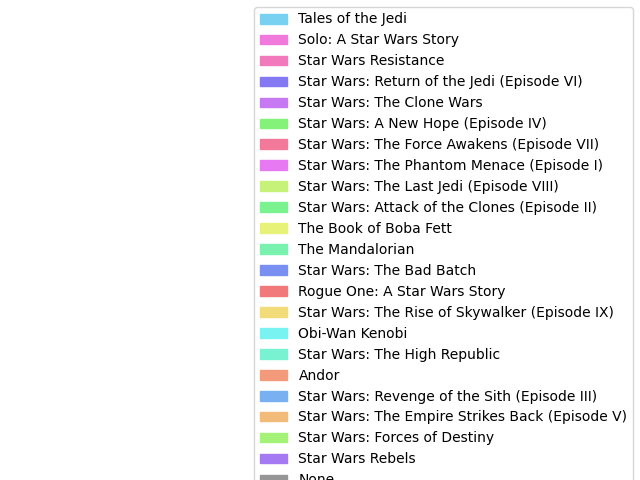 Tales of the Jedi
Solo: A Star Wars Story
Star Wars Resistance
Star Wars: Return of the Jedi (Episode VI)
Star Wars: The Clone Wars
Star Wars: A New Hope (Episode IV)
Star Wars: The Force Awakens (Episode VII)
Star Wars: The Phantom Menace (Episode I)
Star Wars: The Last Jedi (Episode VIII)
Star Wars: Attack of the Clones (Episode II)
The Book of Boba Fett
The Mandalorian
Star Wars: The Bad Batch
Rogue One: A Star Wars Story
Star Wars: The Rise of Skywalker (Episode IX)
Obi-Wan Kenobi
Star Wars: The High Republic
Andor
Star Wars: Revenge of the Sith (Episode III)
Star Wars: The Empire Strikes Back (Episode V)
Star Wars: Forces of Destiny
Star Wars Rebels
None